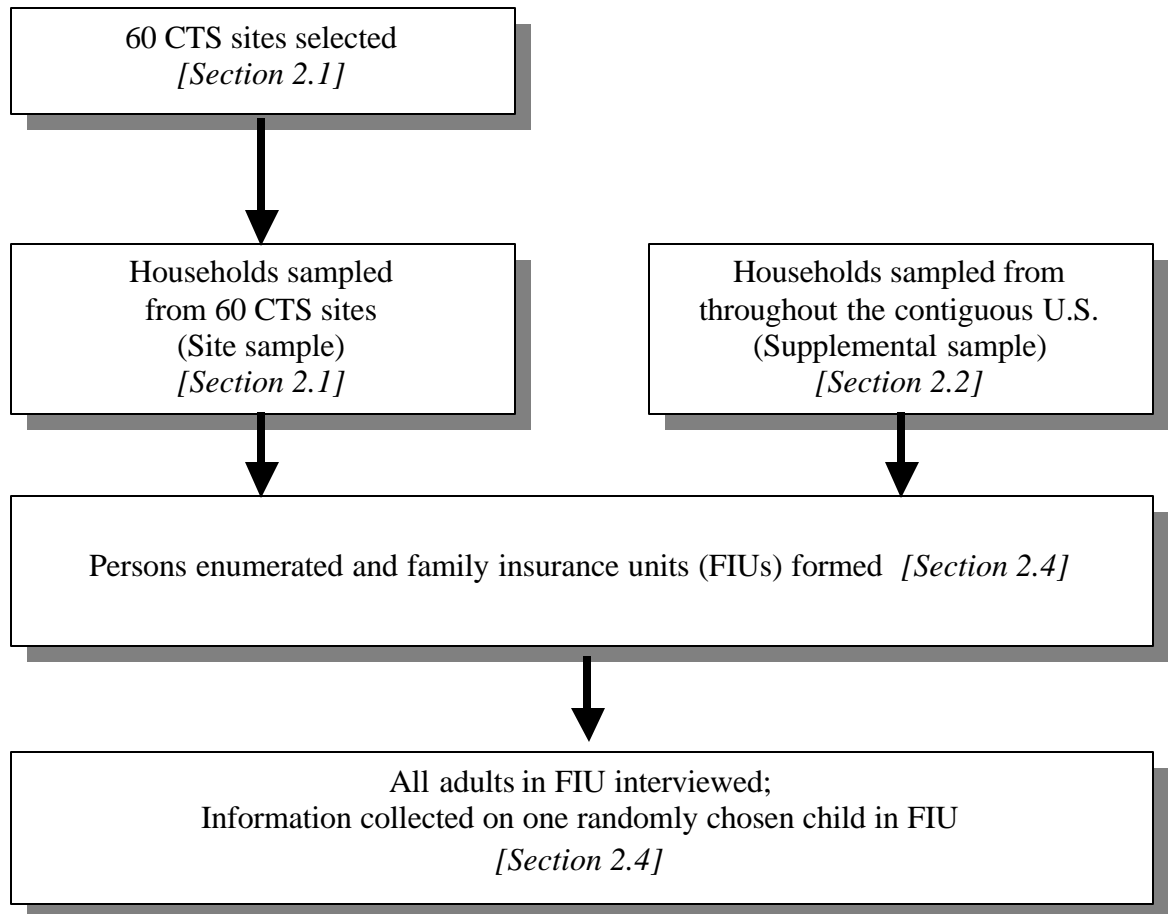 60 CTS sites selected
[Section 2.1]
Households sampled
from 60 CTS sites
(Site sample)
[Section 2.1]
Households sampled from
throughout the contiguous U.S.
(Supplemental sample)
[Section 2.2]
Persons enumerated and family insurance units (FIUs) formed [Section 2.4]
All adults in FIU interviewed;
Information collected on one randomly chosen child in FIU
[Section 2.4]